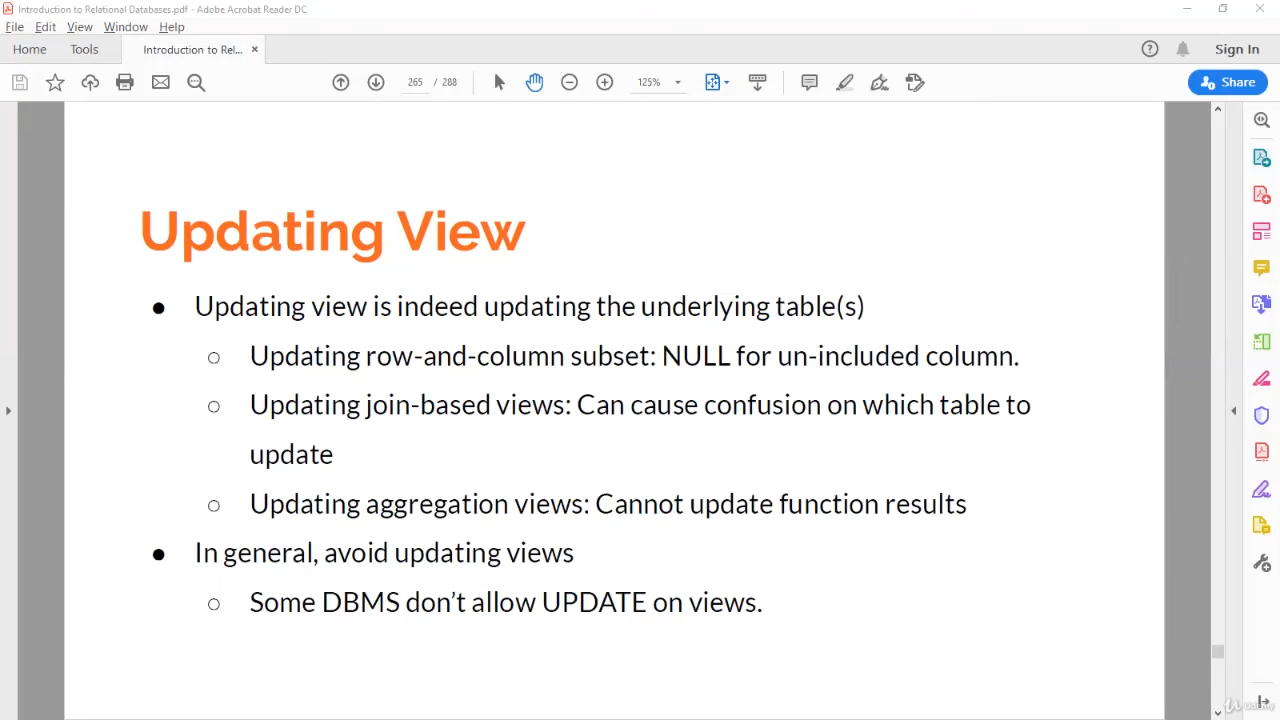 Introduction to Relational Databases.pdf - Adobe Acrobat Reader DC
File Edit View Window Help
Home Tools Introduction to Rel... × Sign In
265 / 288 125% Share
Updating View
● Updating view is indeed updating the underlying table(s)
○ Updating row-and-column subset: NULL for un-included column.
○ Updating join-based views: Can cause confusion on which table to
update
○ Updating aggregation views: Cannot update function results
● In general, avoid updating views
○ Some DBMS don’t allow UPDATE on views.
Udemy